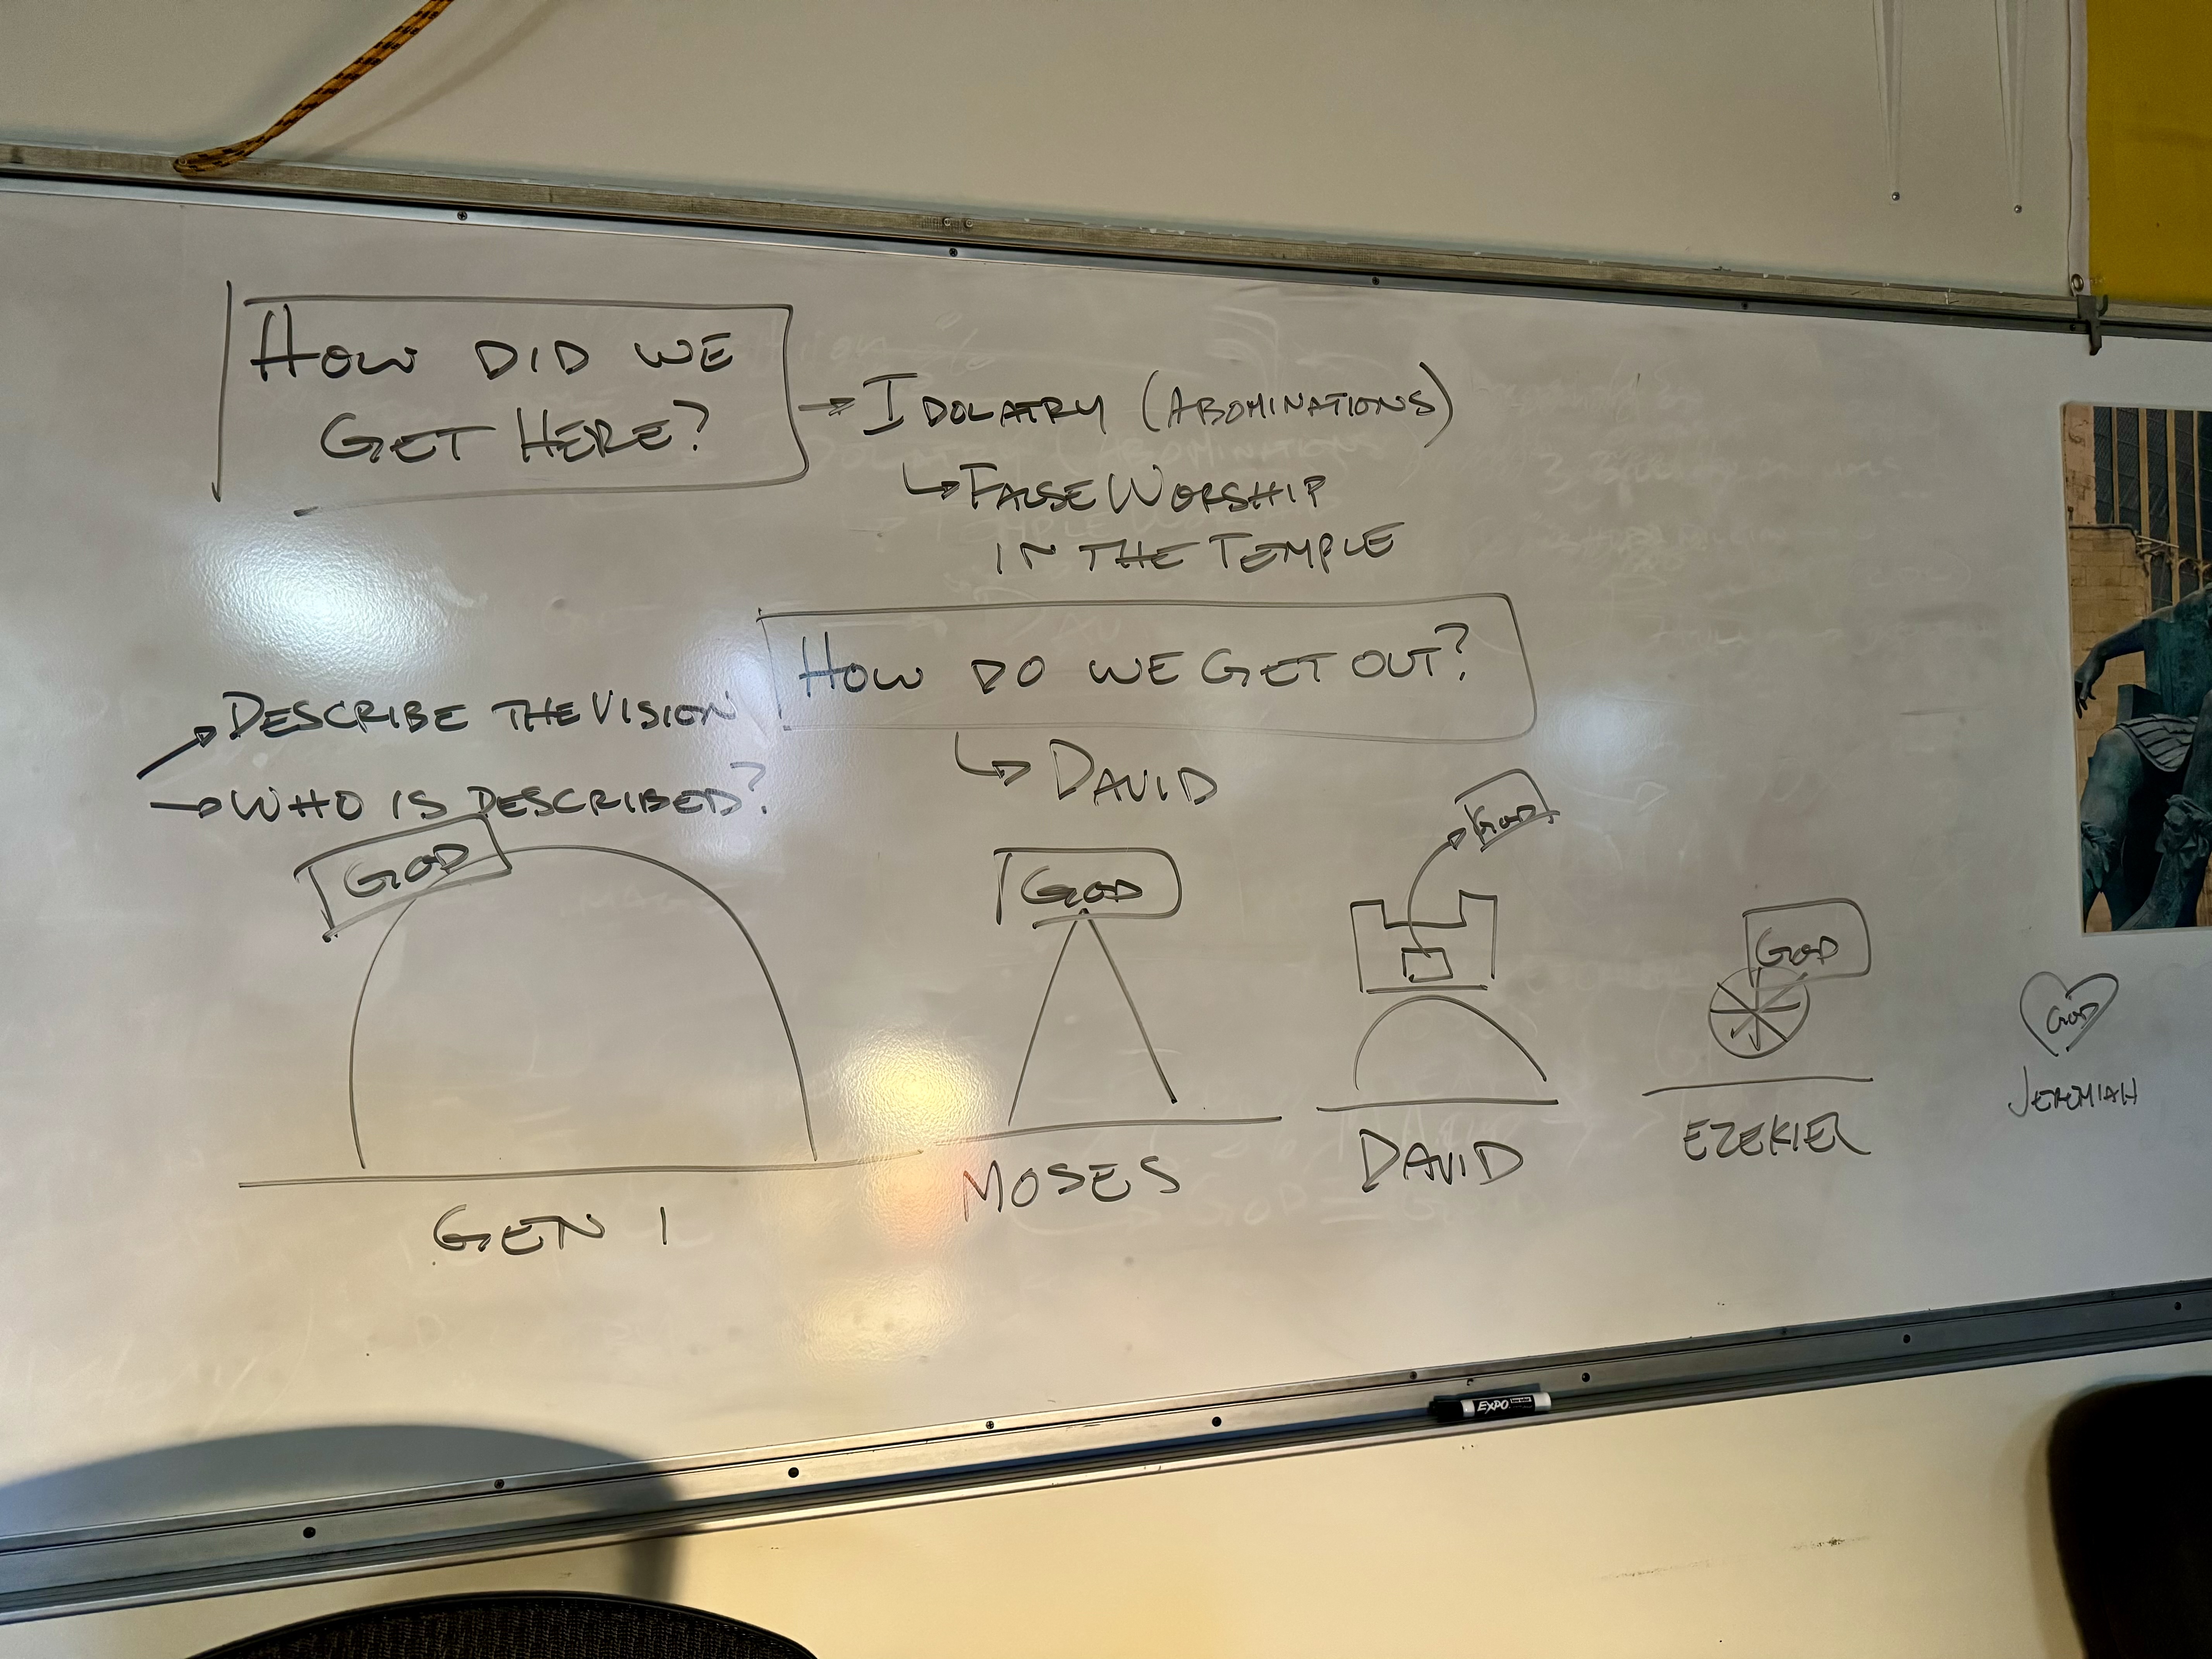 HOW DID WE
GET HERE?
→ IDOLATRY (ABOMINATIONS)
↳ FALSE WORSHIP
IN THE TEMPLE
HOW DO WE GET OUT?
↳ DAVID
→ DESCRIBE THE VISION
→ WHO IS DESCRIBED?
GOD
GEN 1
GOD
MOSES
GOD
DAVID
GOD
EZEKIEL
GOD
JEREMIAH
EXPO